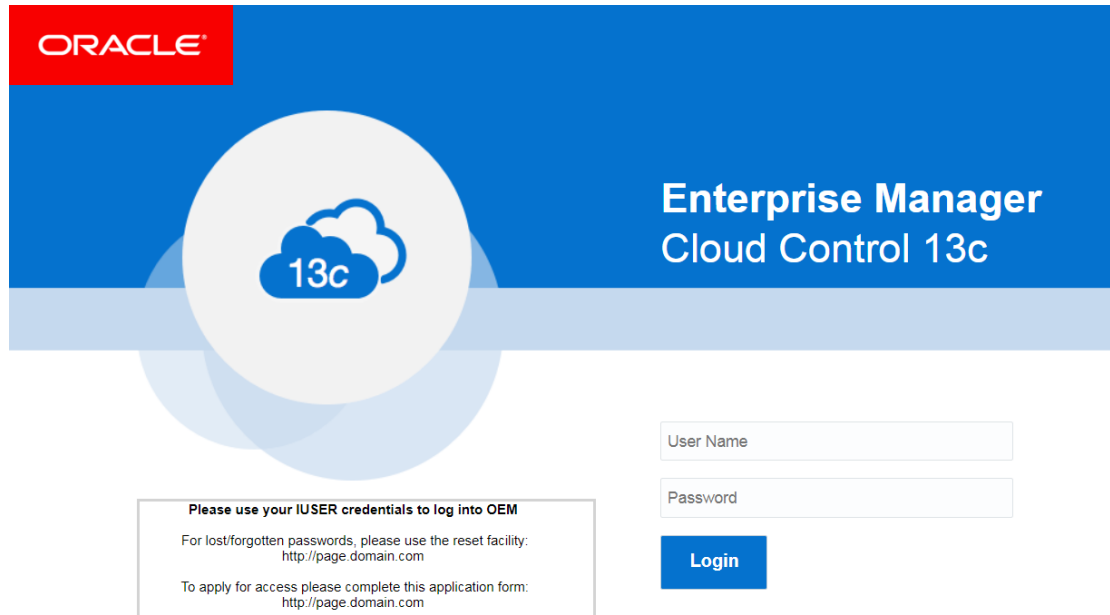 ORACLE®
13c
Enterprise Manager
Cloud Control 13c
User Name
Password
Login
Please use your IUSER credentials to log into OEM
For lost/forgotten passwords, please use the reset facility:
http://page.domain.com
To apply for access please complete this application form:
http://page.domain.com